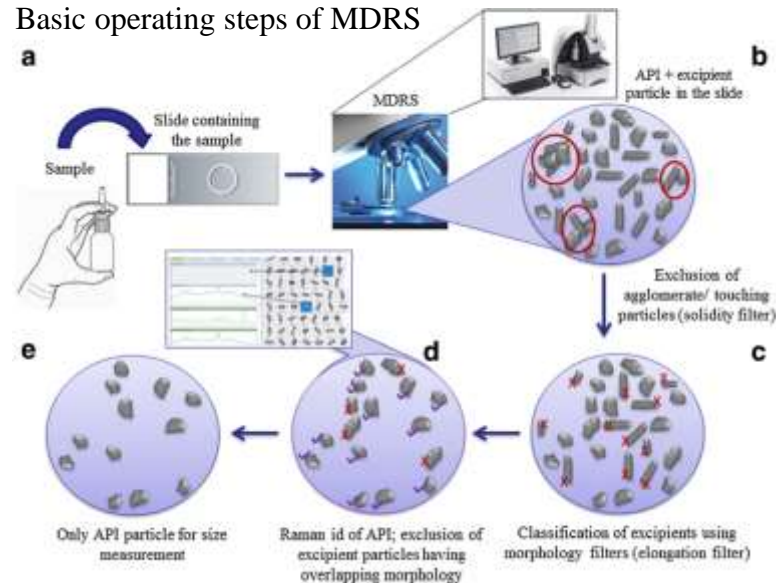 Basic operating steps of MDRS
a
Slide containing
the sample
Sample
MDRS
b
API + excipient
particle in the slide
Exclusion of
agglomerate/ touching
particles (solidity filter)
e
d
c
Only API particle for size
measurement
Raman id of API; exclusion of
excipient particles having
overlapping morphology
Classification of excipients using
morphology filters (elongation filter)